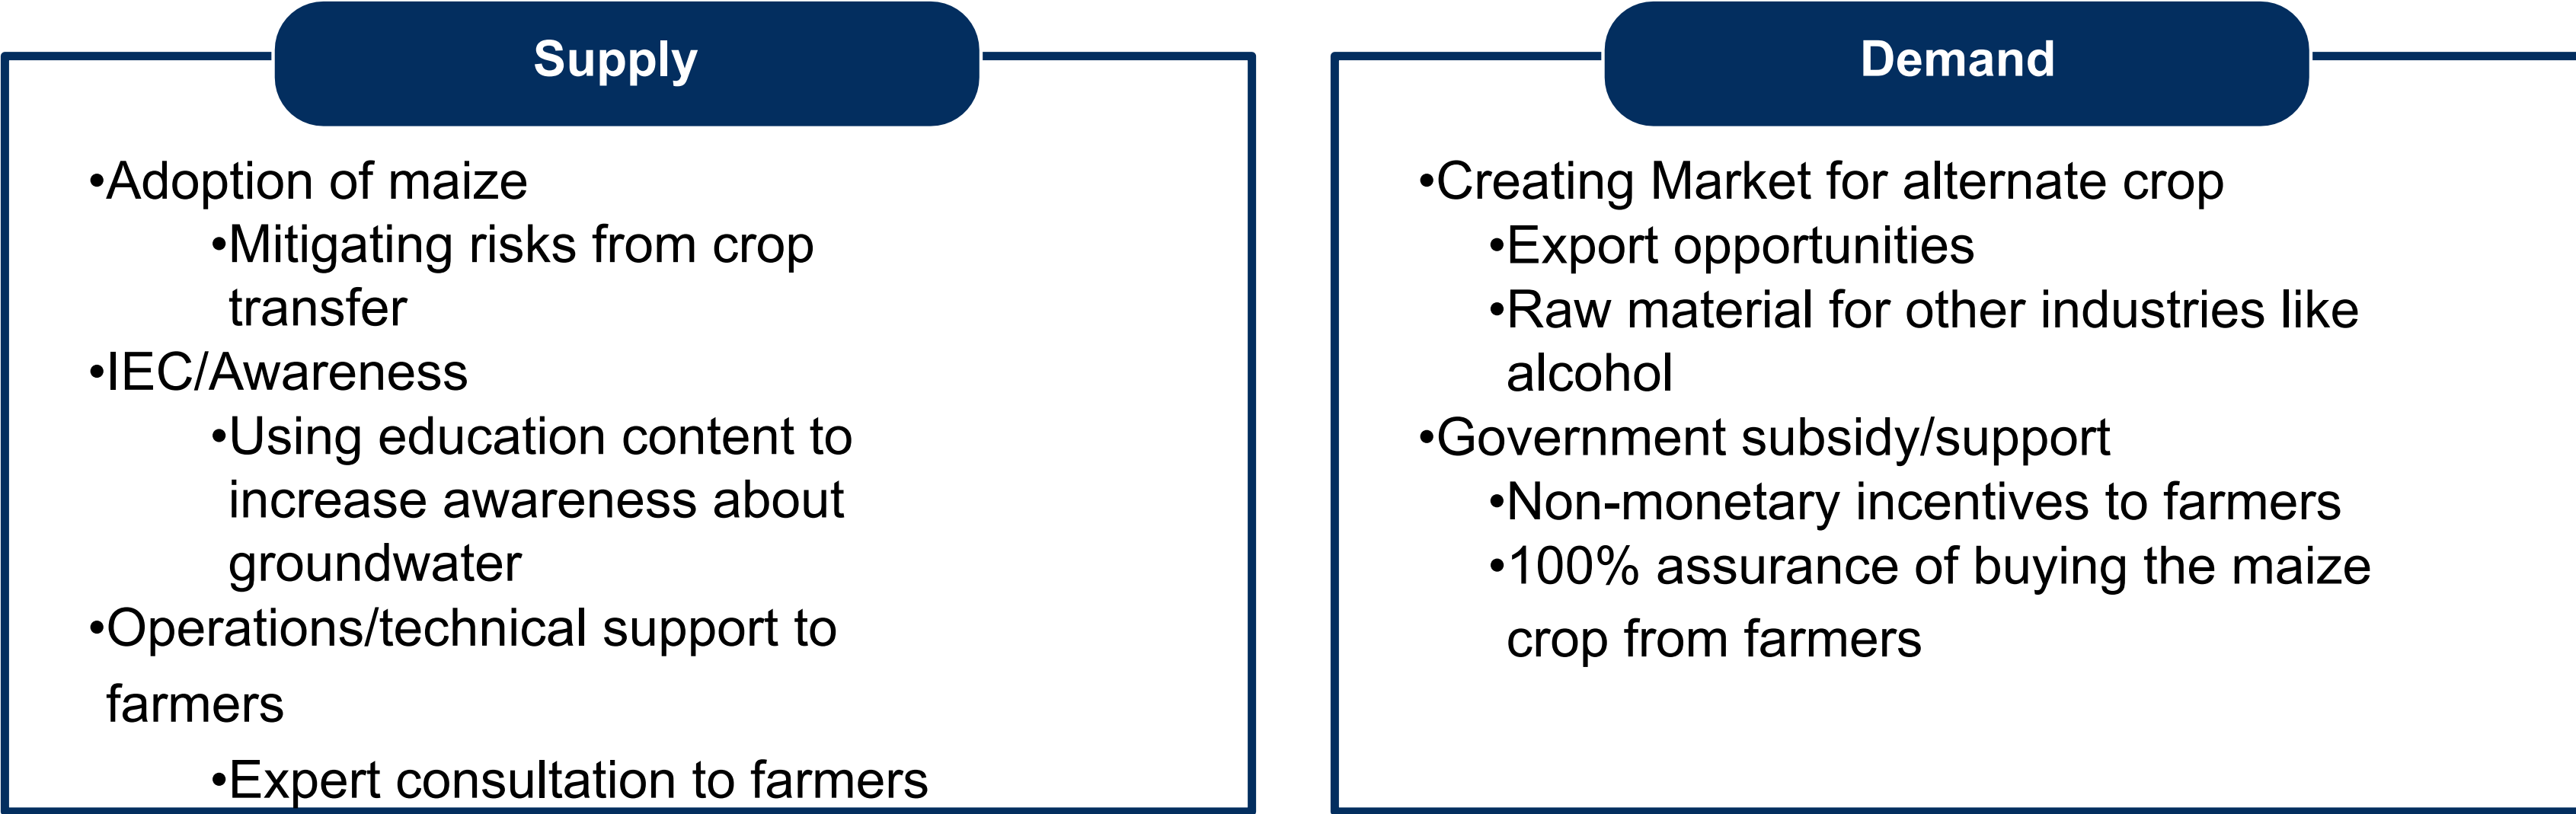 Supply
•Adoption of maize
•Mitigating risks from crop
transfer
•IEC/Awareness
•Using education content to
increase awareness about
groundwater
•Operations/technical support to
farmers
•Expert consultation to farmers
Demand
•Creating Market for alternate crop
•Export opportunities
•Raw material for other industries like
alcohol
•Government subsidy/support
•Non-monetary incentives to farmers
•100% assurance of buying the maize
crop from farmers